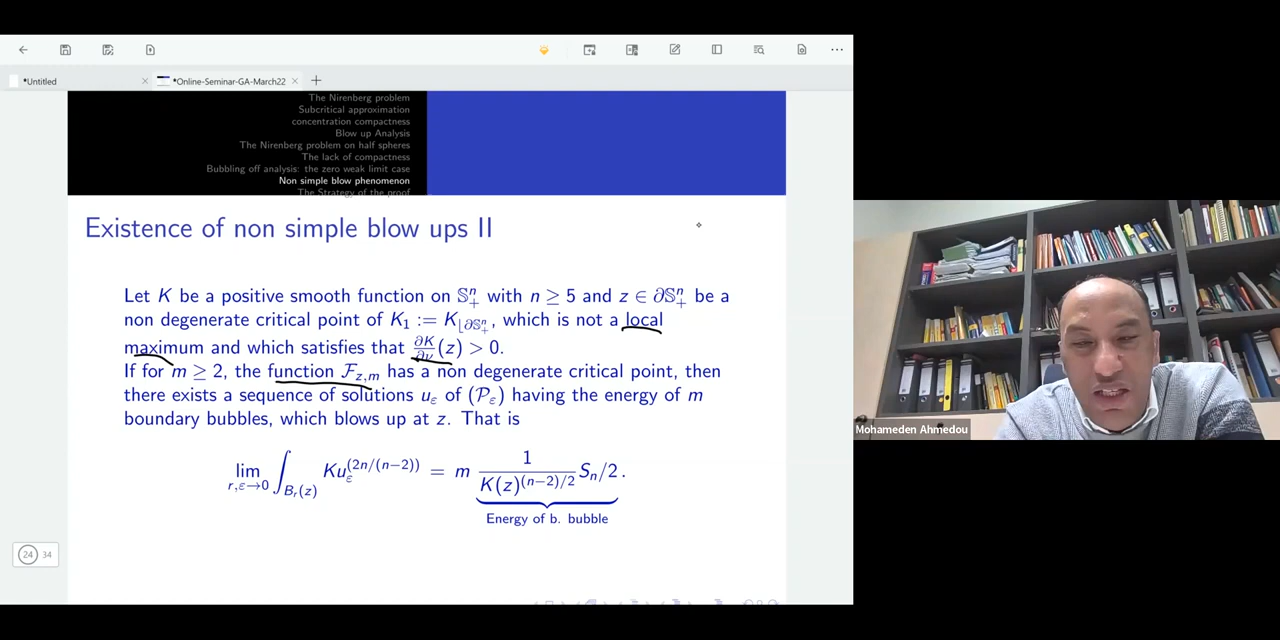 *Untitled
*Online-Seminar-GA-March22
The Nirenberg problem
Subcritical approximation
concentration compactness
Blow up Analysis
The Nirenberg problem on half spheres
The lack of compactness
Bubbling off analysis: the zero weak limit case
Non simple blow phenomenon
The Strategy of the proof
Existence of non simple blow ups II
Let K be a positive smooth function on 𝕊ⁿ₊ with n ≥ 5 and z ∈ ∂𝕊ⁿ₊ be a
non degenerate critical point of K₁ := K⌊∂𝕊ⁿ₊, which is not a local
maximum and which satisfies that ∂K/∂ν (z) > 0.
If for m ≥ 2, the function ℱ_{z,m} has a non degenerate critical point, then
there exists a sequence of solutions u_ε of (𝒫_ε) having the energy of m
boundary bubbles, which blows up at z. That is
lim_{r,ε→0} ∫_{B_r(z)} K u_ε^{(2n/(n−2))} = m 1/K(z)^{(n−2)/2} S_n/2.
Energy of b. bubble
24 34
Mohameden Ahmedou